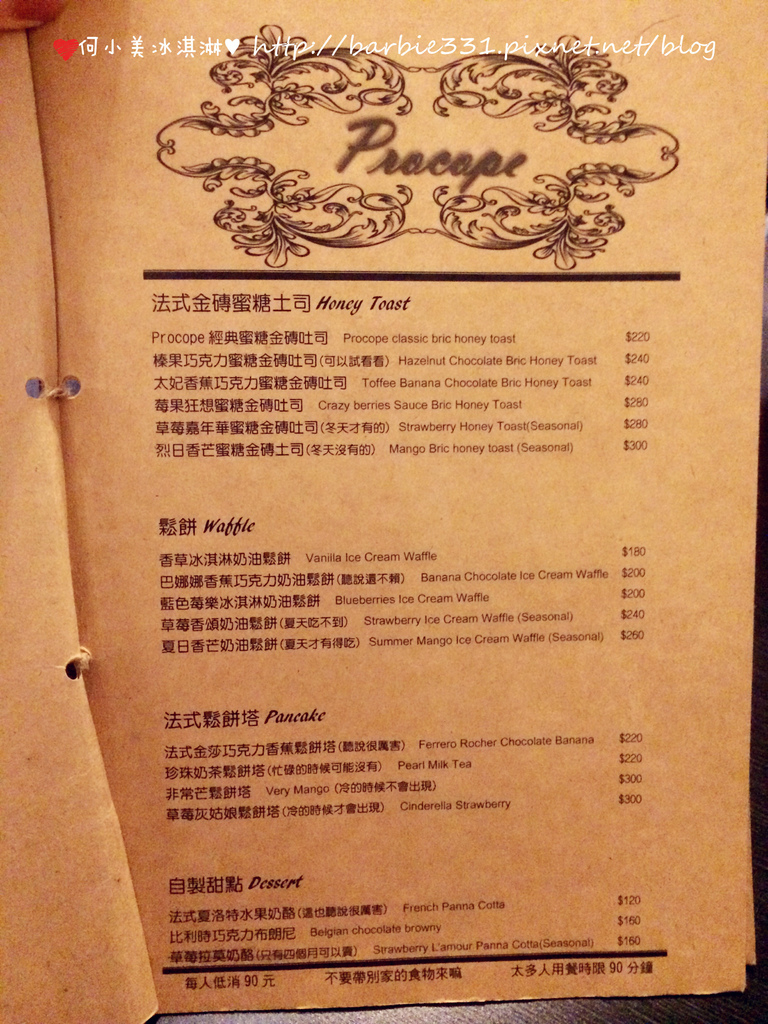 ♥何小美冰淇淋♥ http://barbie331.pixnet.net/blog
Procope
法式金磚蜜糖土司 Honey Toast
Procope 經典蜜糖金磚吐司 Procope classic bric honey toast $220
榛果巧克力蜜糖金磚吐司(可以試看看) Hazelnut Chocolate Bric Honey Toast $240
太妃香蕉巧克力蜜糖金磚吐司 Toffee Banana Chocolate Bric Honey Toast $240
莓果狂想蜜糖金磚吐司 Crazy berries Sauce Bric Honey Toast $280
草莓嘉年華蜜糖金磚吐司(冬天才有的) Strawberry Honey Toast(Seasonal) $280
烈日香芒蜜糖金磚土司(冬天沒有的) Mango Bric honey toast (Seasonal) $300
鬆餅 Waffle
香草冰淇淋奶油鬆餅 Vanilla Ice Cream Waffle $180
巴娜娜香蕉巧克力奶油鬆餅(聽說還不賴) Banana Chocolate Ice Cream Waffle $200
藍色莓樂冰淇淋奶油鬆餅 Blueberries Ice Cream Waffle $200
草莓香頌奶油鬆餅(夏天吃不到) Strawberry Ice Cream Waffle (Seasonal) $240
夏日香芒奶油鬆餅(夏天才有得吃) Summer Mango Ice Cream Waffle (Seasonal) $260
法式鬆餅塔 Pancake
法式金莎巧克力香蕉鬆餅塔(聽說很厲害) Ferrero Rocher Chocolate Banana $220
珍珠奶茶鬆餅塔(忙碌的時候可能沒有) Pearl Milk Tea $220
非常芒鬆餅塔 Very Mango (冷的時候不會出現) $300
草莓灰姑娘鬆餅塔(冷的時候才會出現) Cinderella Strawberry $300
自製甜點 Dessert
法式夏洛特水果奶酪(這也聽說很厲害) French Panna Cotta $120
比利時巧克力布朗尼 Belgian chocolate browny $160
草莓拉莫奶酪(只有四個月可以賣) Strawberry L'amour Panna Cotta(Seasonal) $160
每人低消 90 元 不要帶別家的食物來嘛 太多人用餐時限 90 分鐘